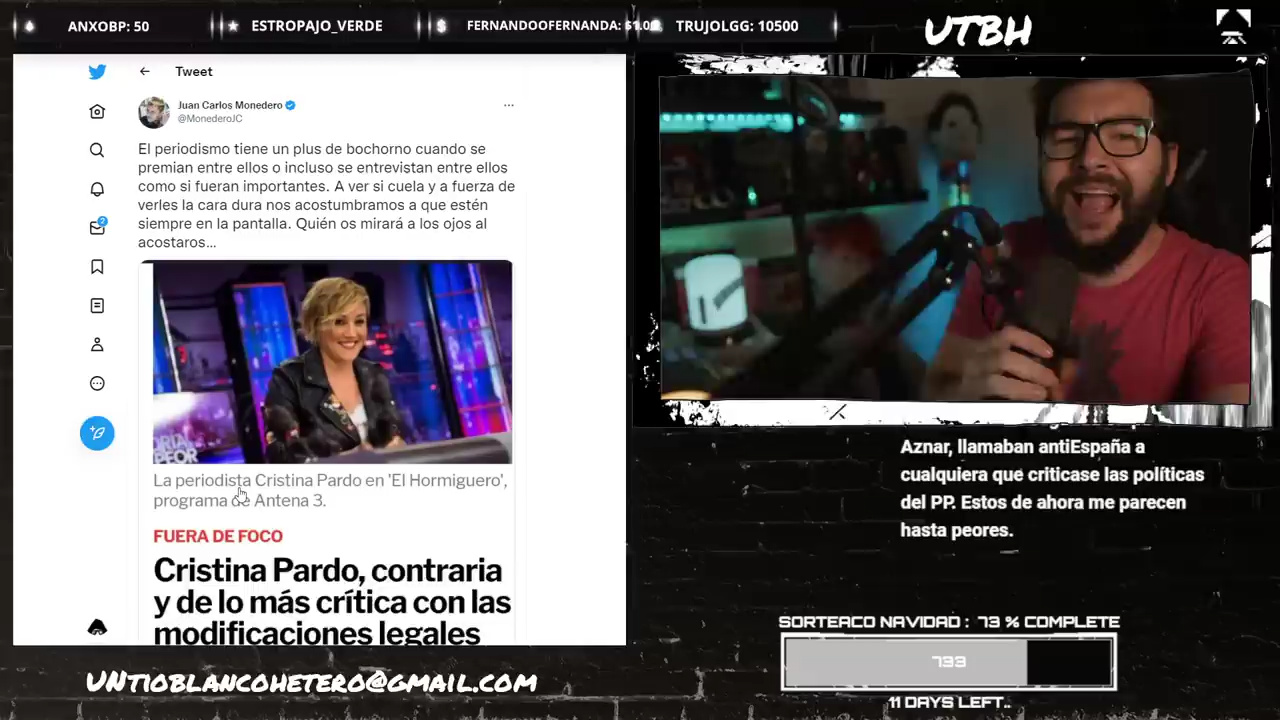 ANXOBP: 50
ESTROPAJO_VERDE
FERNANDOOFERNANDA: $1.0
TRUJOLGG: 10500
UTBH
Tweet
Juan Carlos Monedero
@MonederoJC
El periodismo tiene un plus de bochorno cuando se
premian entre ellos o incluso se entrevistan entre ellos
como si fueran importantes. A ver si cuela y a fuerza de
verles la cara dura nos acostumbramos a que estén
siempre en la pantalla. Quién os mirará a los ojos al
acostaros...
2
La periodista Cristina Pardo en 'El Hormiguero',
programa de Antena 3.
FUERA DE FOCO
Cristina Pardo, contraria
y de lo más crítica con las
modificaciones legales
Aznar, llamaban antiEspaña a
cualquiera que criticase las políticas
del PP. Estos de ahora me parecen
hasta peores.
SORTEACO NAVIDAD : 73 % COMPLETE
733
11 DAYS LEFT..
UNTIOBLANCOHETERO@GMAIL.COM